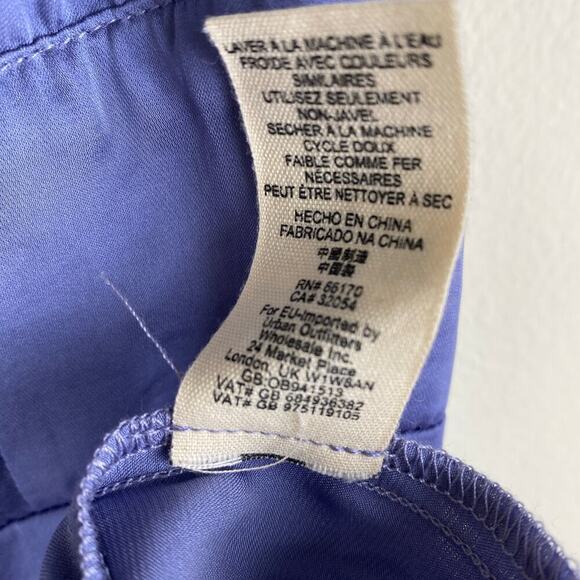 LAVER A LA MACHINE À L'EAU
FROIDE AVEC COULEURS
SIMILAIRES
UTILISEZ SEULEMENT
NON-JAVEL
SECHER A LA MACHINE
CYCLE DOUX
FAIBLE COMME FER
NÉCESSAIRES
PEUT ÊTRE NETTOYER À SEC
HECHO EN CHINA
FABRICADO NA CHINA
中國制造
中国製
RN# 66170
CA# 32054
For EU-Imported by
Urban Outfitters
Wholesale Inc.
24 Market Place
London, UK W1W8AN
GB:OB941513
VAT# GB 684936382
VAT# GB 975119105